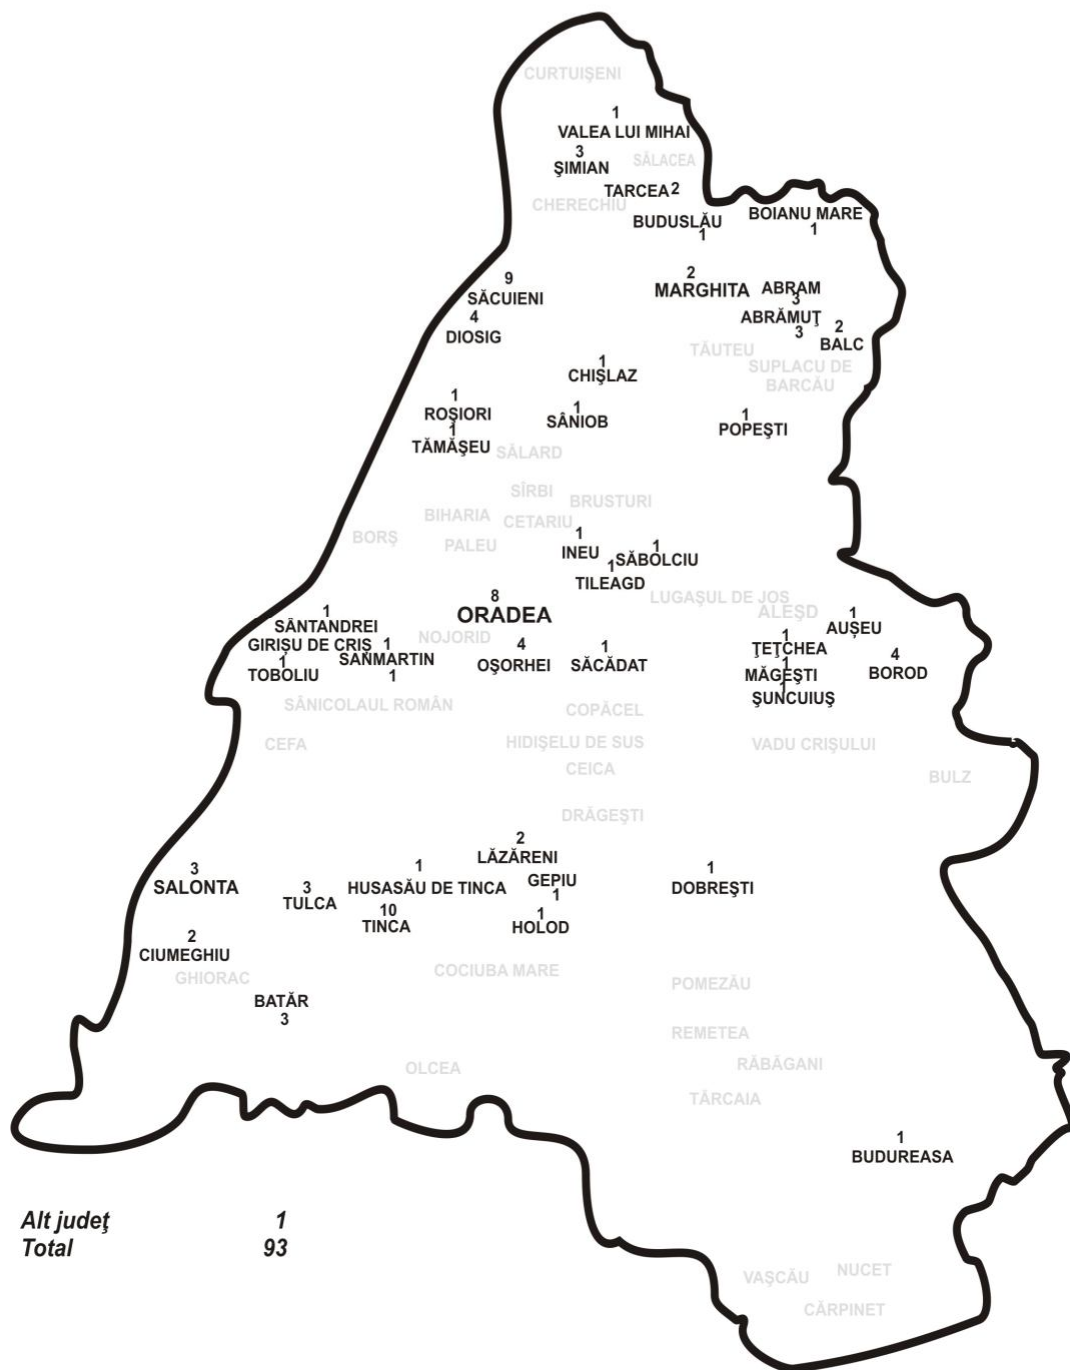 CURTUIŞENI
1
VALEA LUI MIHAI
3
ŞIMIAN
SĂLACEA
TARCEA 2
CHERECHIU
BUDUSLĂU
1
BOIANU MARE
1
9
SĂCUIENI
4
DIOSIG
2
MARGHITA
ABRAM
3
ABRĂMUŢ
3
2
BALC
TĂUTEU
SUPLACU DE
BARCĂU
1
CHIŞLAZ
1
ROŞIORI
1
TĂMĂŞEU
1
SÂNIOB
1
POPEŞTI
SĂLARD
SÎRBI
BRUSTURI
BIHARIA
CETARIU
BORŞ
PALEU
1
INEU
1
SĂBOLCIU
1
TILEAGD
LUGAŞUL DE JOS
ALEŞD
8
ORADEA
1
SÂNTANDREI
GIRIŞU DE CRIŞ
1
TOBOLIU
1
SANMARTIN
1
NOJORID
4
OŞORHEI
1
SĂCĂDAT
1
AUȘEU
1
ŢEŢCHEA
1
MĂGEŞTI
1
ŞUNCUIUŞ
4
BOROD
SĂNICOLAUL ROMÂN
COPĂCEL
CEFA
HIDIŞELU DE SUS
VADU CRIŞULUI
CEICA
BULZ
DRĂGEŞTI
2
LĂZĂRENI
3
SALONTA
3
TULCA
1
HUSASĂU DE TINCA
GEPIU
1
1
DOBREŞTI
10
TINCA
1
HOLOD
2
CIUMEGHIU
GHIORAC
COCIUBA MARE
POMEZĂU
BATĂR
3
REMETEA
OLCEA
RĂBĂGANI
TĂRCAIA
1
BUDUREASA
Alt judeţ 1
Total 93
VAŞCĂU
NUCET
CĂRPINET